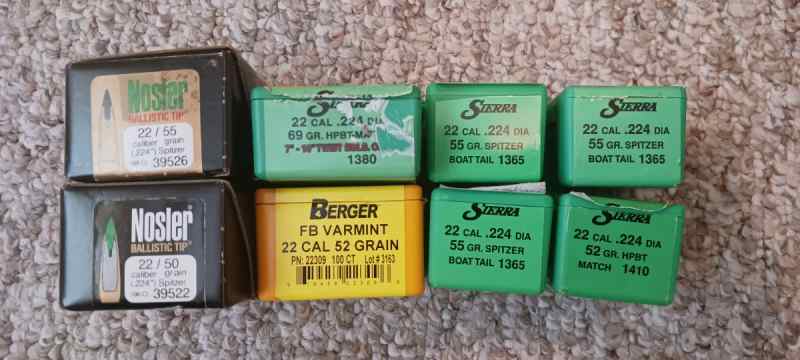 Nosler
BALLISTIC TIP
22 / 55
caliber grain
(.224") Spitzer
39526
SIERRA
22 CAL .224 DIA
69 GR. HPBT-M
1380
SIERRA
22 CAL .224 DIA
55 GR. SPITZER
BOAT TAIL 1365
SIERRA
22 CAL .224 DIA
55 GR. SPITZER
BOAT TAIL 1365
Nosler
BALLISTIC TIP
22 / 50
caliber grain
(.224") Spitzer
39522
BERGER
FB VARMINT
22 CAL 52 GRAIN
PN: 22309 100 CT Lot # 3163
SIERRA
22 CAL .224 DIA
55 GR. SPITZER
BOAT TAIL 1365
SIERRA
22 CAL .224 DIA
52 GR. HPBT
MATCH 1410